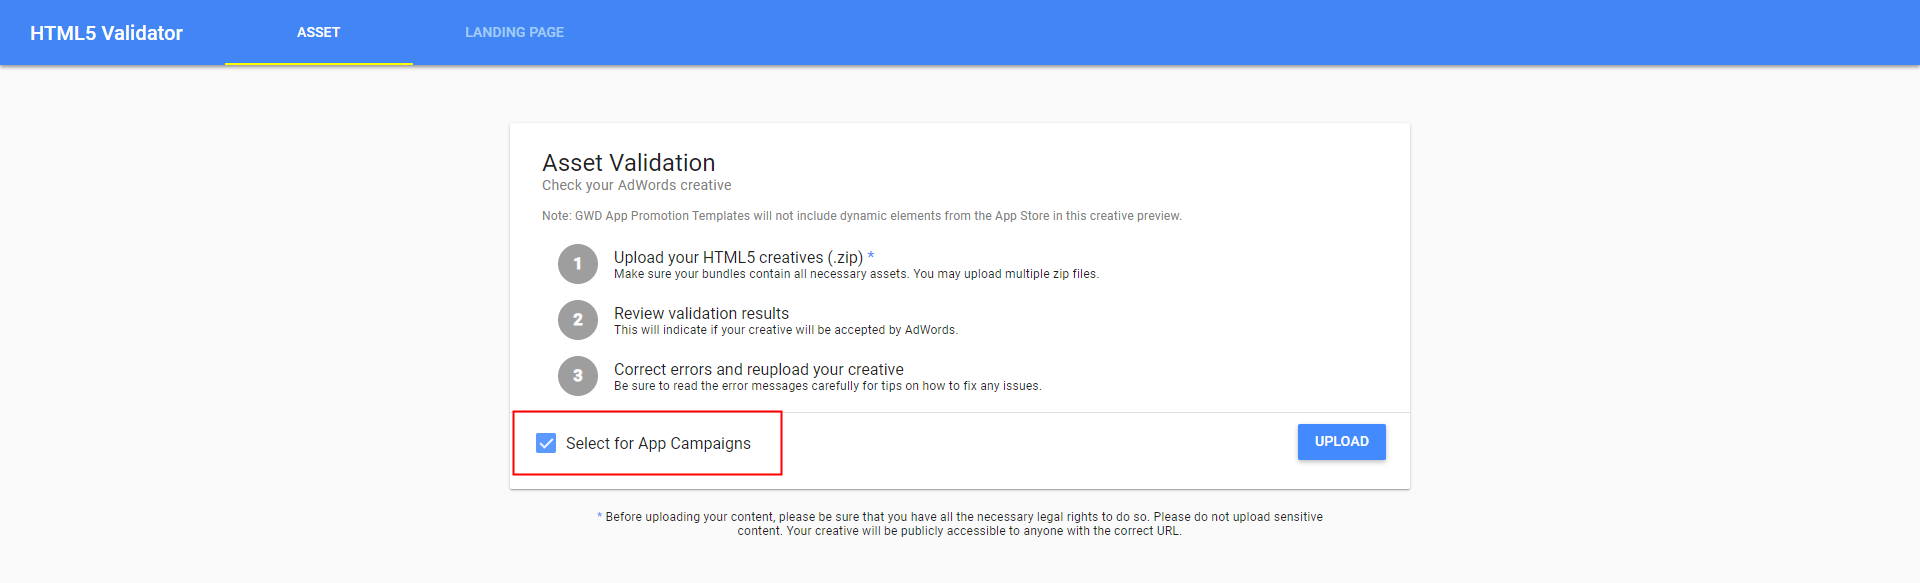 HTML5 Validator
ASSET
LANDING PAGE
Asset Validation
Check your AdWords creative
Note: GWD App Promotion Templates will not include dynamic elements from the App Store in this creative preview.
1
Upload your HTML5 creatives (.zip) *
Make sure your bundles contain all necessary assets. You may upload multiple zip files.
2
Review validation results
This will indicate if your creative will be accepted by AdWords.
3
Correct errors and reupload your creative
Be sure to read the error messages carefully for tips on how to fix any issues.
Select for App Campaigns
UPLOAD
* Before uploading your content, please be sure that you have all the necessary legal rights to do so. Please do not upload sensitive
content. Your creative will be publicly accessible to anyone with the correct URL.